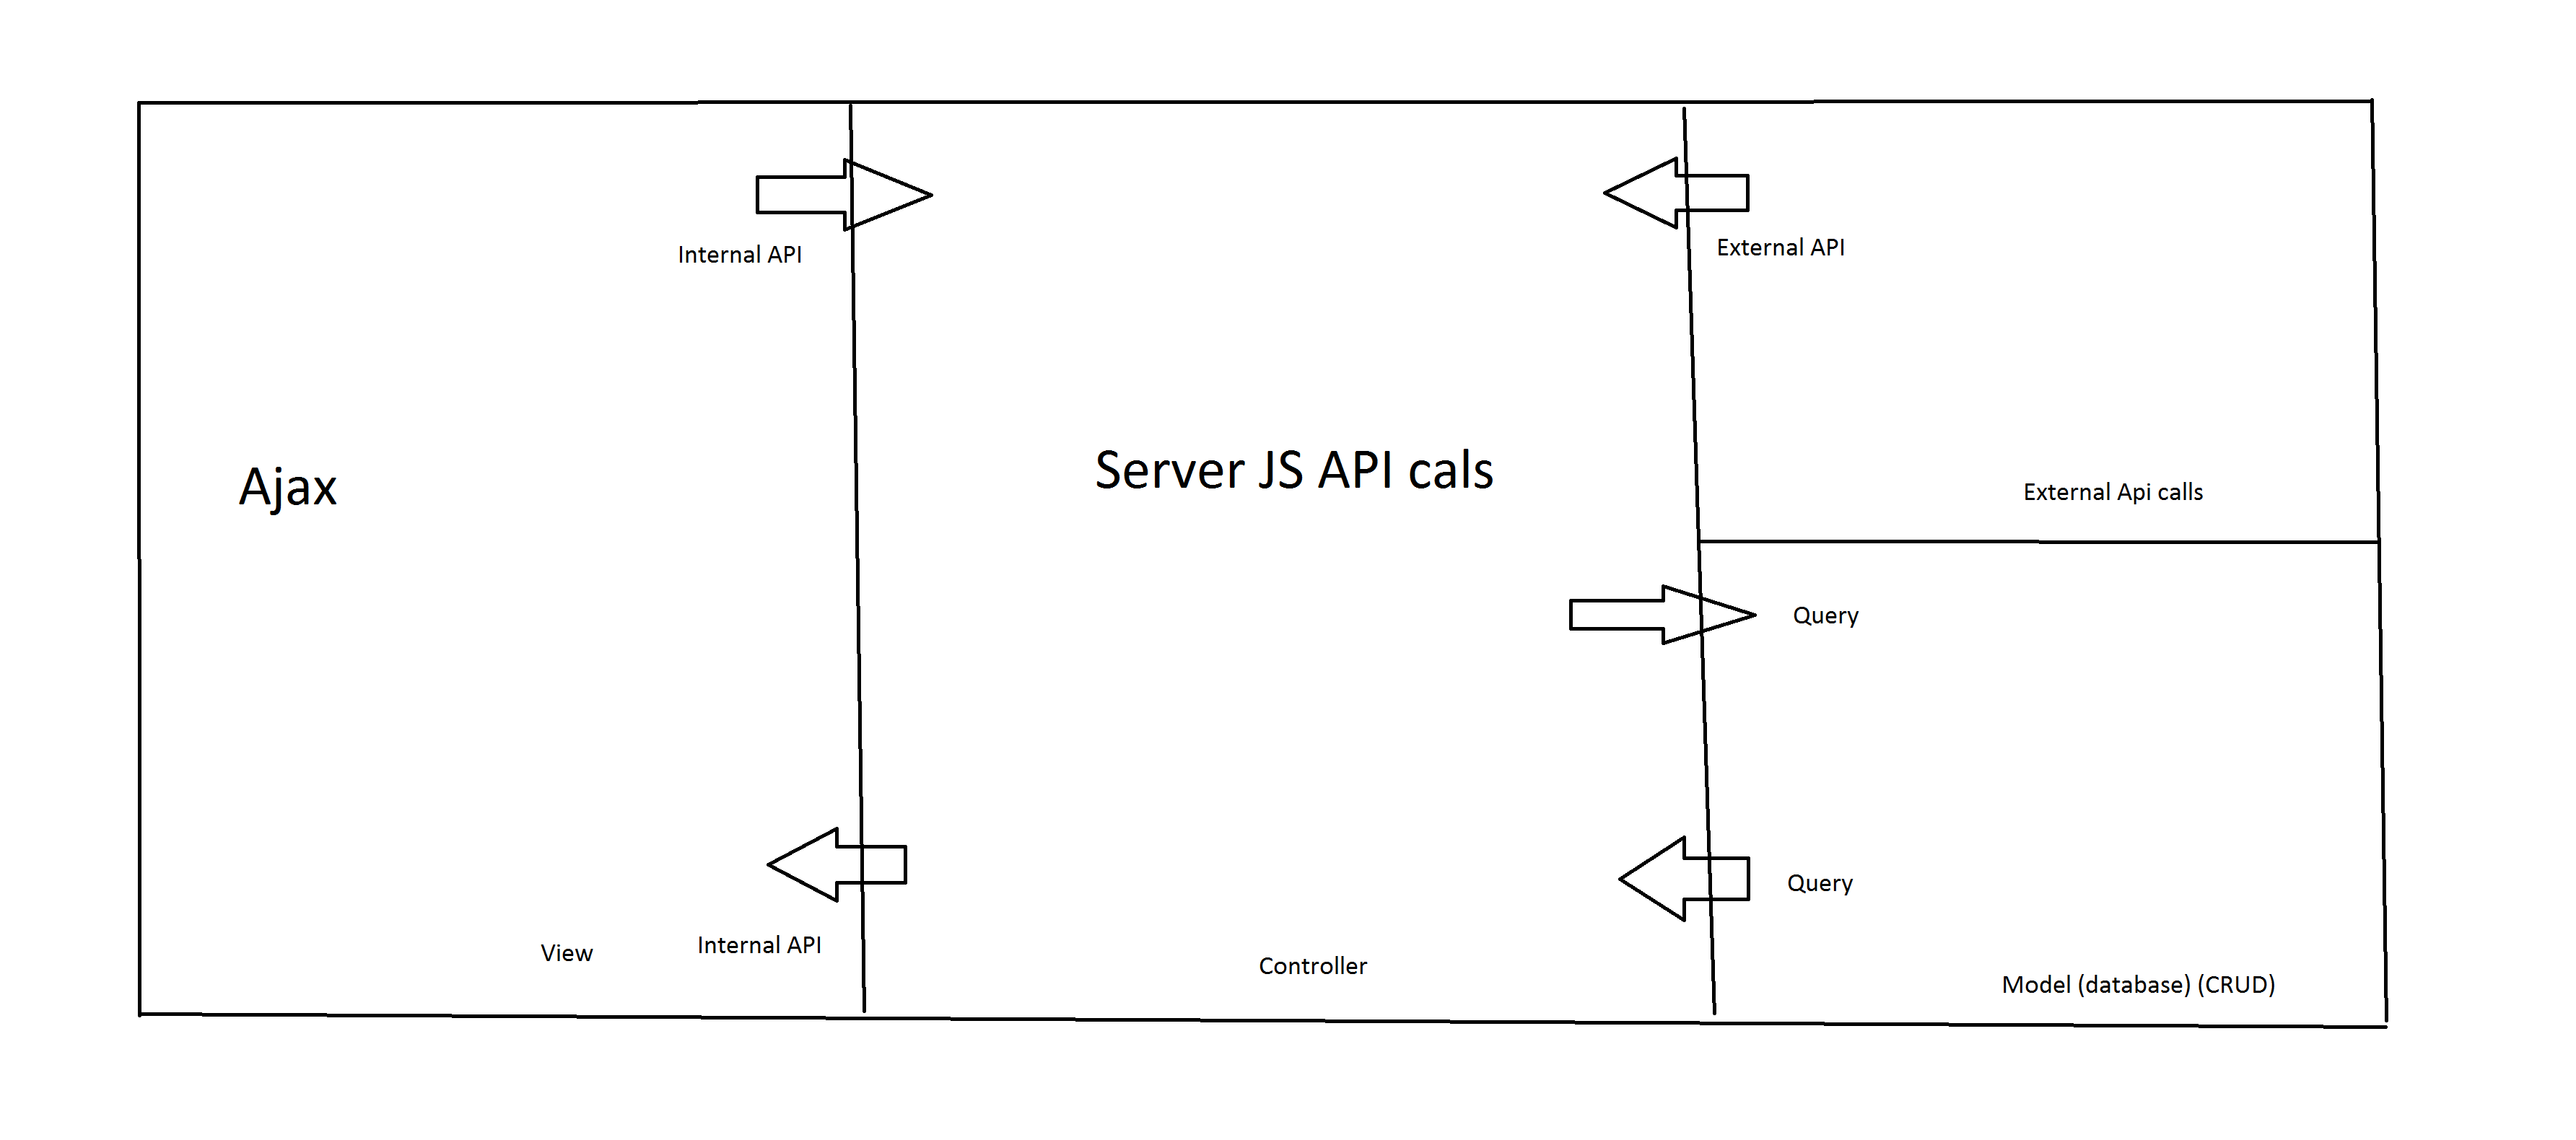 Internal API
External API
Ajax
Server JS API cals
External Api calls
Query
Query
View
Internal API
Controller
Model (database) (CRUD)